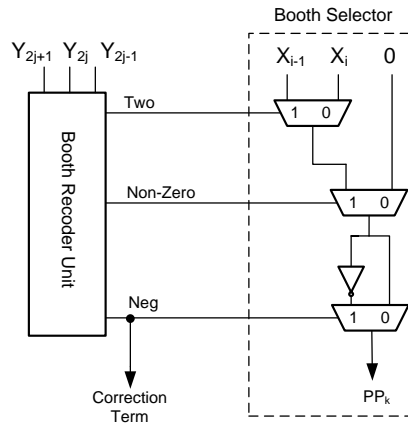 Booth Selector
Y2j+1 Y2j Y2j-1
Xi-1 Xi 0
Two
1 0
Booth Recoder Unit
Non-Zero
1 0
Neg
1 0
Correction
Term
PPk